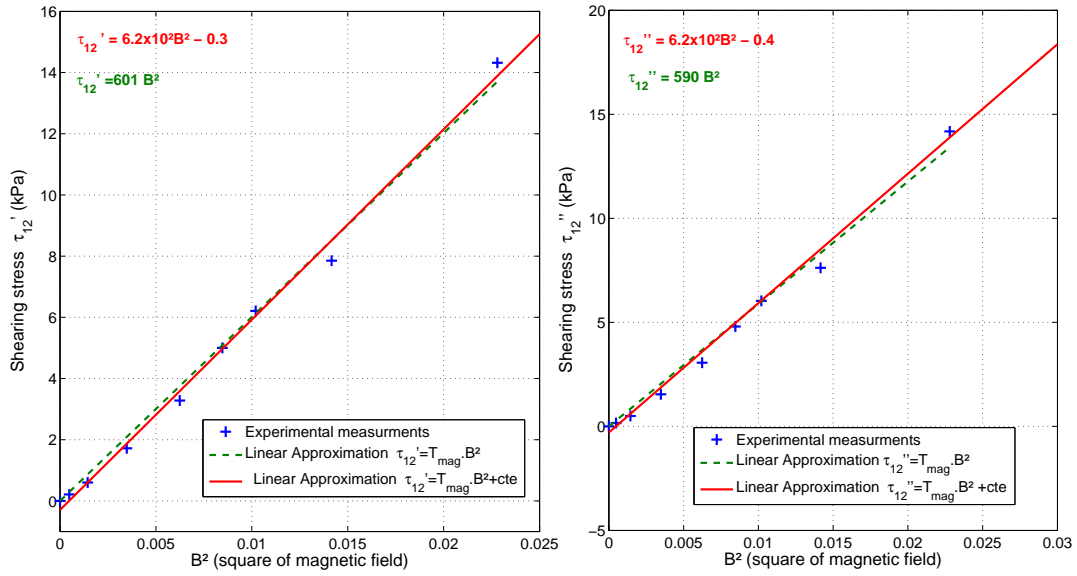 16
14
12
10
8
6
4
2
0
−2
0
0.005
0.01
0.015
0.02
0.025
Shearing stress τ12' (kPa)
B² (square of magnetic field)
τ12' = 6.2x10²B² − 0.3
τ12' =601 B²
Experimental measurments
Linear Approximation τ12'=Tmag.B²
Linear Approximation τ12'=Tmag.B²+cte
20
15
10
5
0
−5
0
0.005
0.01
0.015
0.02
0.025
0.03
Shearing stress τ12'' (kPa)
B² (square of magnetic field)
τ12'' = 6.2x10²B² − 0.4
τ12'' = 590 B²
Experimental measurments
Linear Approximation τ12''=Tmag.B²
Linear Approximation τ12''=Tmag.B² +cte